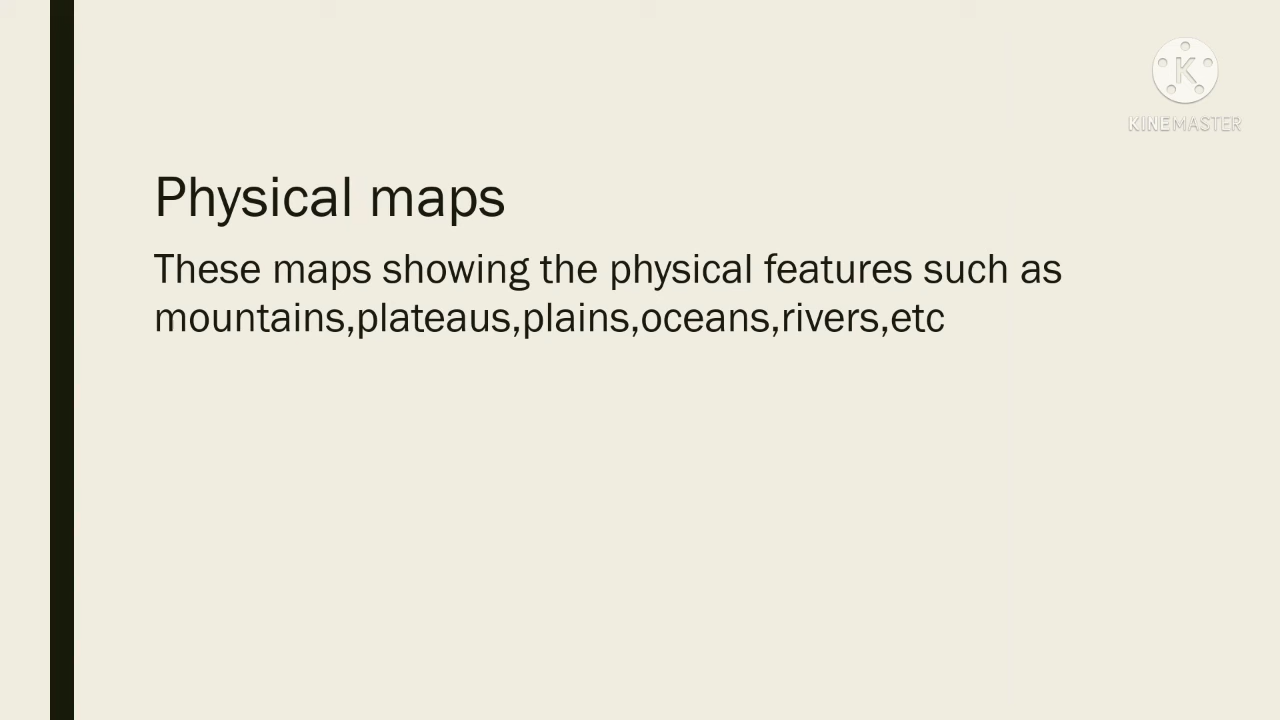 K
KINEMASTER
Physical maps
These maps showing the physical features such as
mountains,plateaus,plains,oceans,rivers,etc